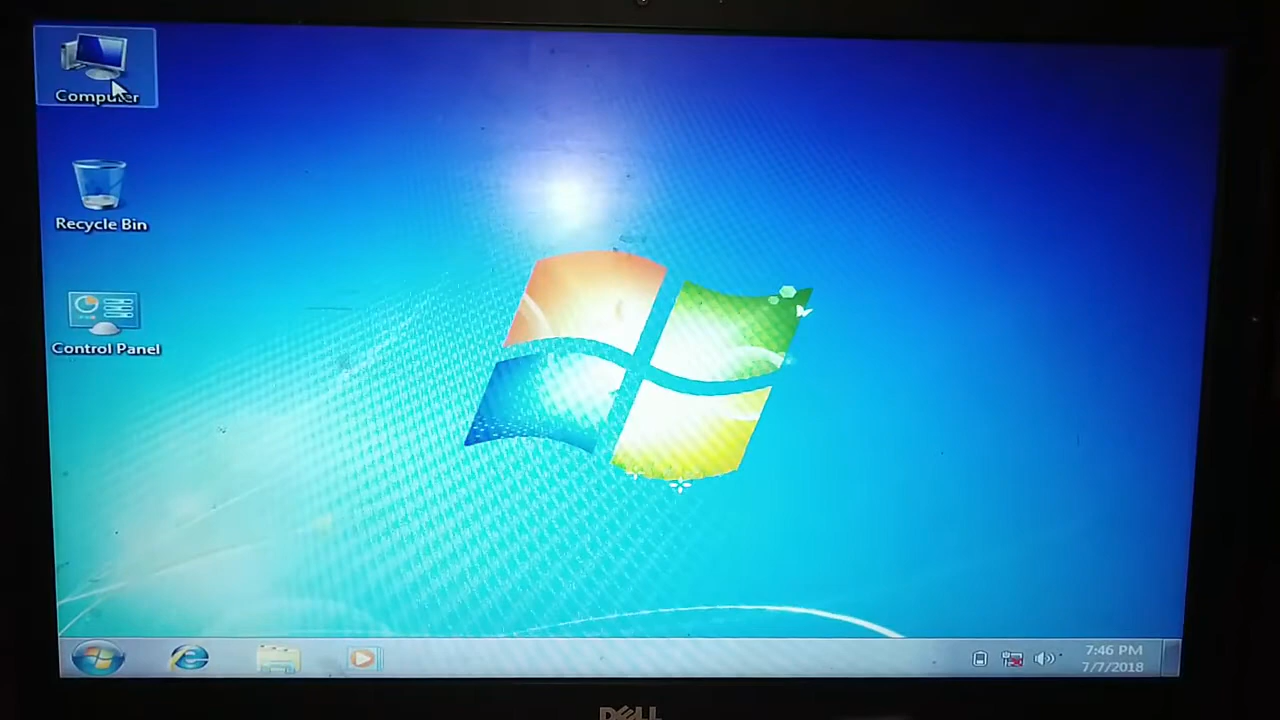 Computer
Recycle Bin
Control Panel
7:46 PM
7/7/2018
DELL